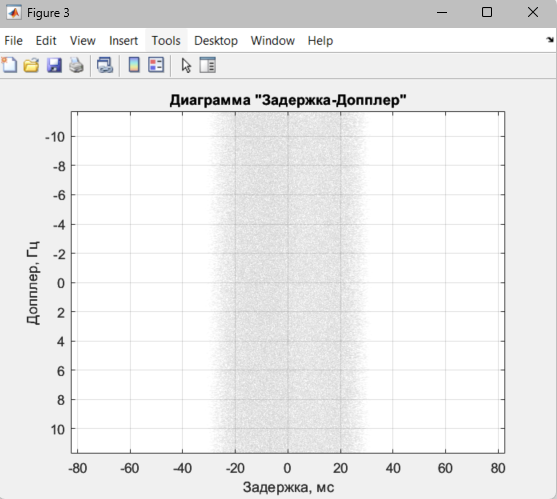 Figure 3
File Edit View Insert Tools Desktop Window Help
Диаграмма "Задержка-Допплер"
-10
-8
-6
-4
-2
0
2
4
6
8
10
Допплер, Гц
-80 -60 -40 -20 0 20 40 60 80
Задержка, мс